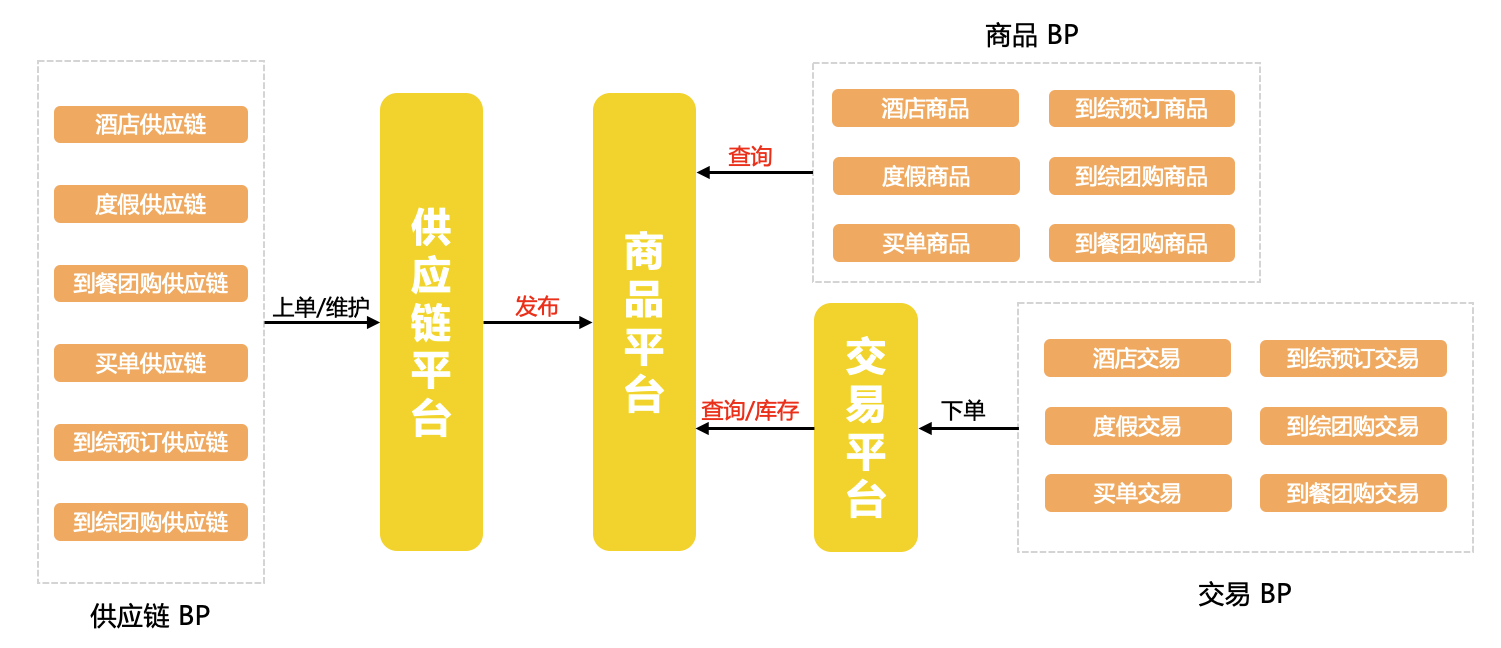 酒店供应链
度假供应链
到餐团购供应链
买单供应链
到综预订供应链
到综团购供应链
供应链 BP
上单/维护
供应链平台
发布
商品平台
商品 BP
酒店商品
到综预订商品
度假商品
到综团购商品
买单商品
到餐团购商品
查询
查询/库存
交易平台
下单
酒店交易
到综预订交易
度假交易
到综团购交易
买单交易
到餐团购交易
交易 BP